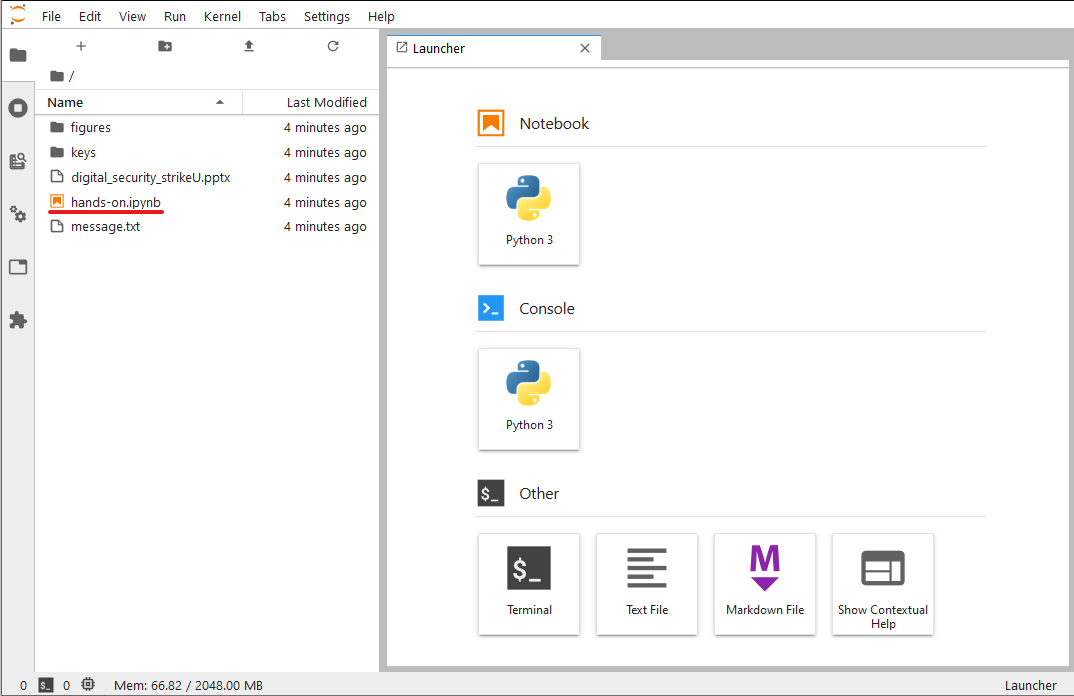 File Edit View Run Kernel Tabs Settings Help
/
Name Last Modified
figures 4 minutes ago
keys 4 minutes ago
digital_security_strikeU.pptx 4 minutes ago
hands-on.ipynb 4 minutes ago
message.txt 4 minutes ago
Launcher
Notebook
Python 3
Console
Python 3
$_ Other
$_
Terminal Text File Markdown File Show Contextual
Help
0 $_ 0 Mem: 66.82 / 2048.00 MB Launcher